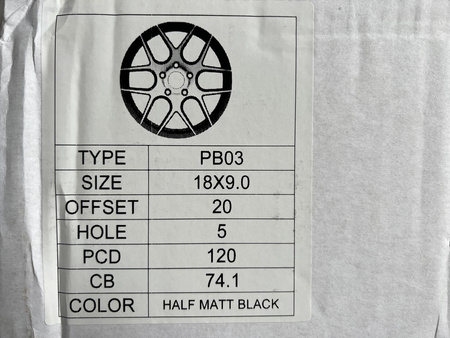 TYPE PB03
SIZE 18X9.0
OFFSET 20
HOLE 5
PCD 120
CB 74.1
COLOR HALF MATT BLACK